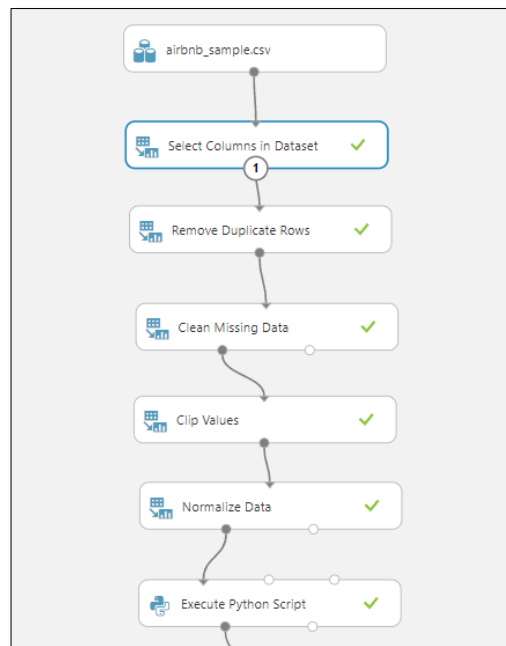 airbnb_sample.csv
Select Columns in Dataset
1
Remove Duplicate Rows
Clean Missing Data
Clip Values
Normalize Data
Execute Python Script